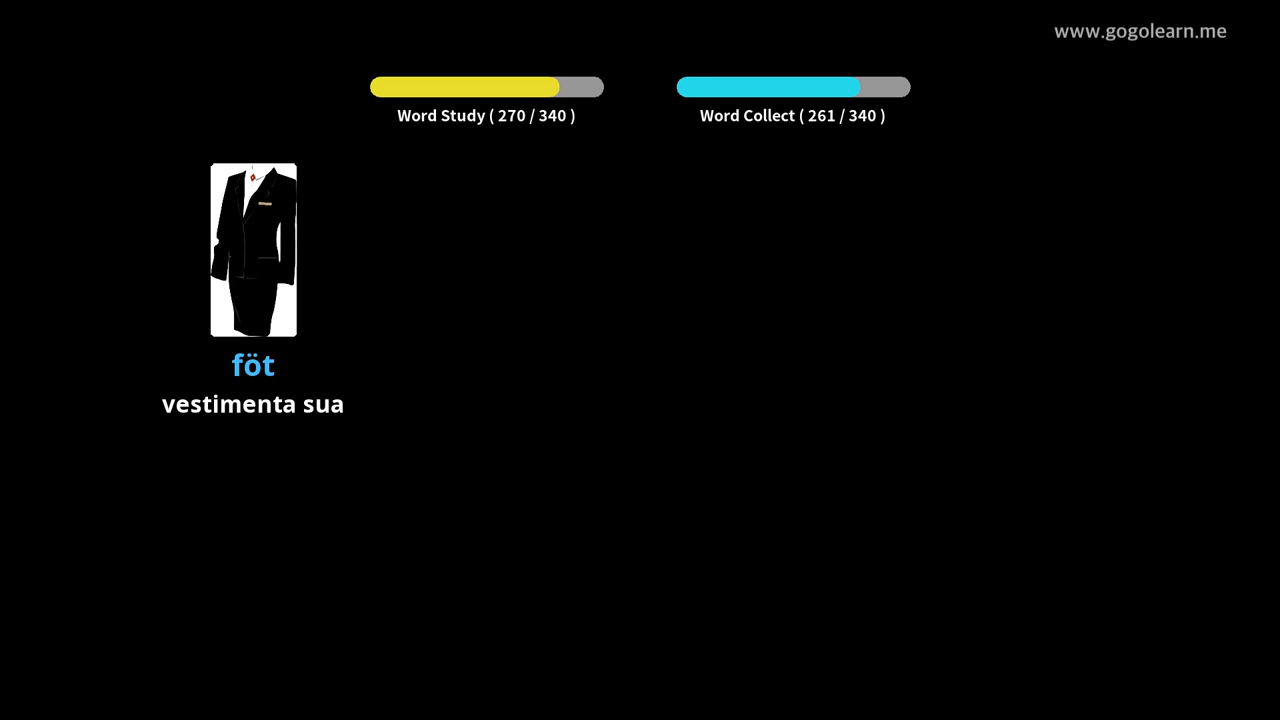 www.gogolearn.me
Word Study ( 270 / 340 )
Word Collect ( 261 / 340 )
föt
vestimenta sua